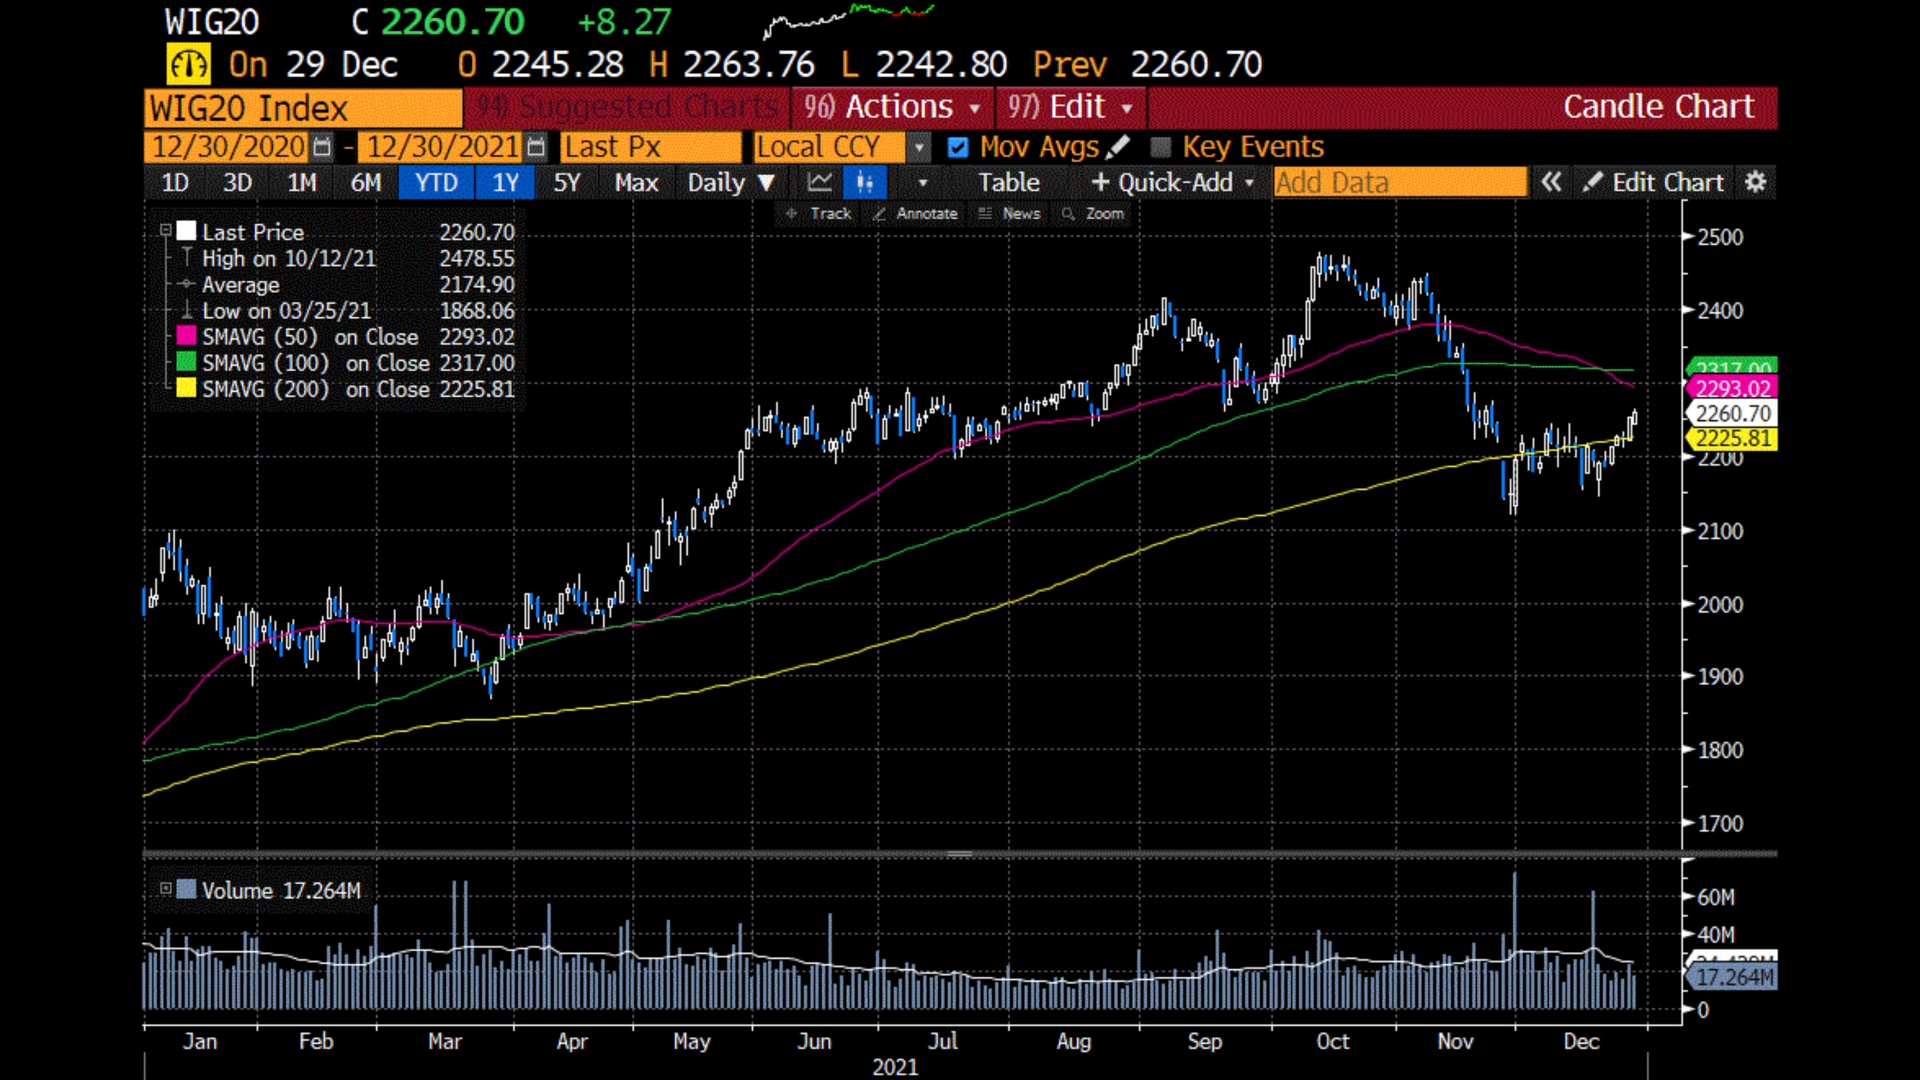 WIG20 C 2260.70 +8.27
On 29 Dec O 2245.28 H 2263.76 L 2242.80 Prev 2260.70
WIG20 Index 94) Suggested Charts 96) Actions 97) Edit Candle Chart
12/30/2020 - 12/30/2021 Last Px Local CCY Mov Avgs Key Events
1D 3D 1M 6M YTD 1Y 5Y Max Daily Table + Quick-Add Add Data « Edit Chart
Track Annotate News Zoom
Last Price 2260.70
High on 10/12/21 2478.55
Average 2174.90
Low on 03/25/21 1868.06
SMAVG (50) on Close 2293.02
SMAVG (100) on Close 2317.00
SMAVG (200) on Close 2225.81
2500
2400
2317.00
2293.02
2260.70
2225.81
2200
2100
2000
1900
1800
1700
Volume 17.264M
60M
40M
17.264M
0
Jan Feb Mar Apr May Jun Jul Aug Sep Oct Nov Dec
2021